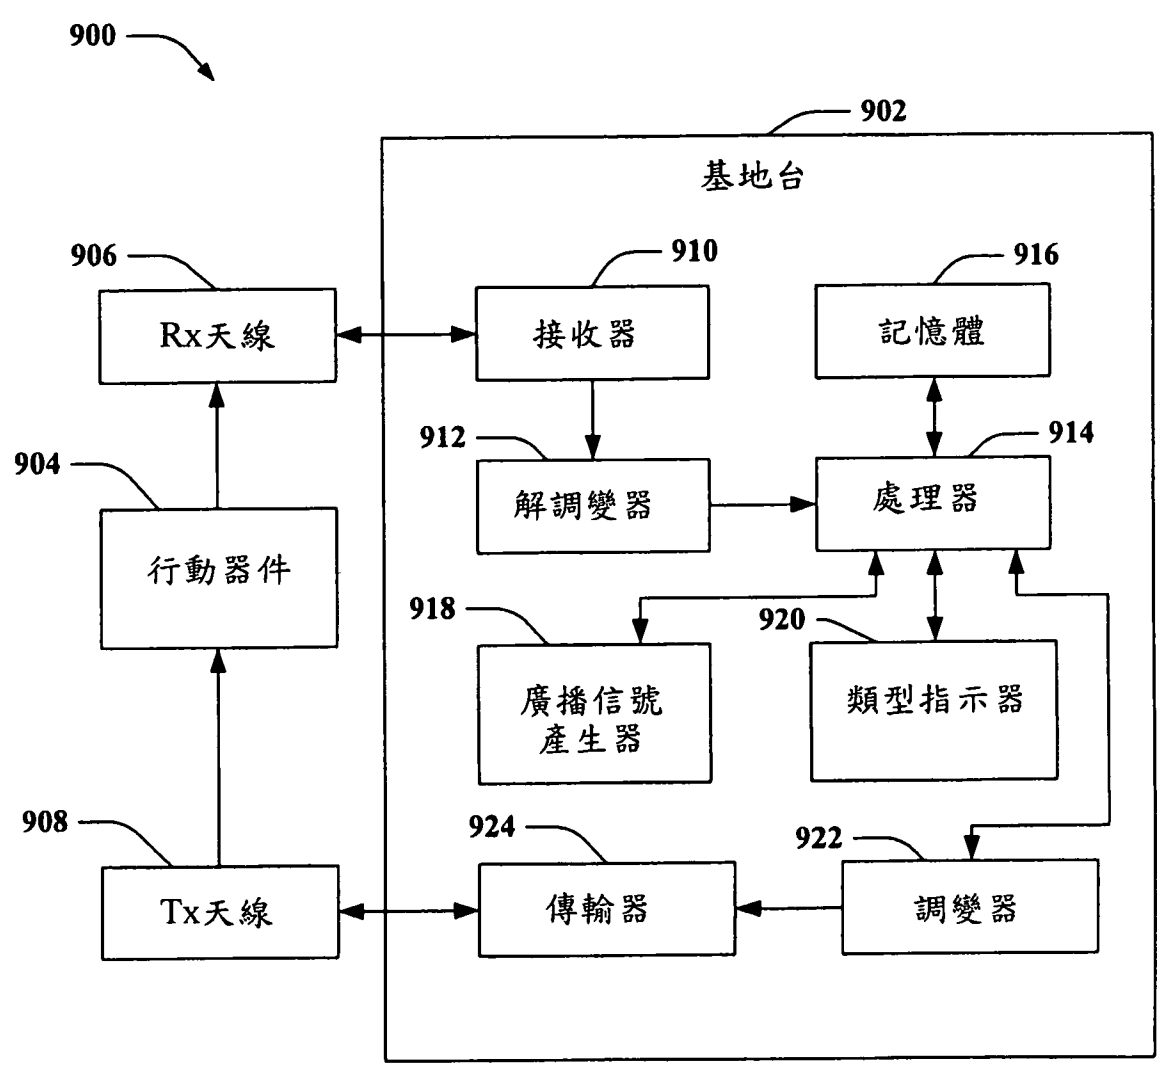 900
902
基地台
906
Rx天線
910
接收器
916
記憶體
904
行動器件
912
解調變器
914
處理器
918
廣播信號
產生器
920
類型指示器
908
Tx天線
924
傳輸器
922
調變器